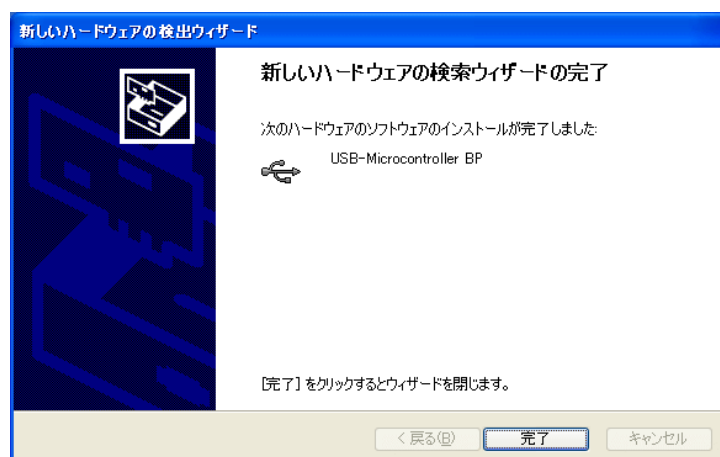 新しいハードウェアの検出ウィザード
新しいハードウェアの検索ウィザードの完了
次のハードウェアのソフトウェアのインストールが完了しました:
USB-Microcontroller BP
[完了] をクリックするとウィザードを閉じます。
< 戻る(B) 完了 キャンセル